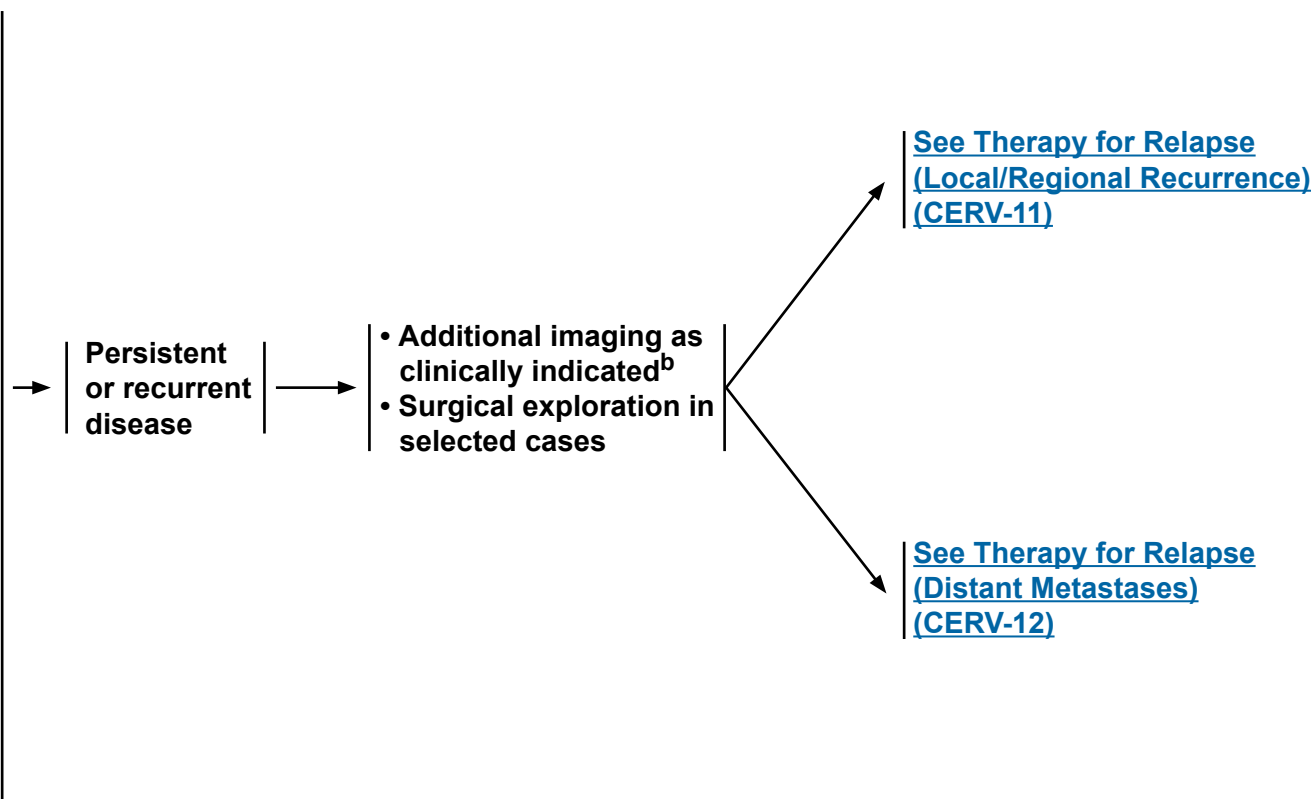 Persistent
or recurrent
disease
• Additional imaging as
clinically indicatedᵇ
• Surgical exploration in
selected cases
See Therapy for Relapse
(Local/Regional Recurrence)
(CERV-11)
See Therapy for Relapse
(Distant Metastases)
(CERV-12)